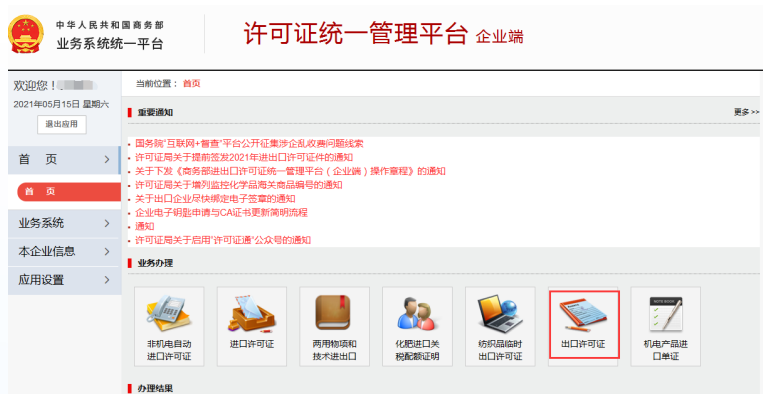 中华人民共和国商务部
业务系统统一平台
许可证统一管理平台 企业端
欢迎您！
2021年05月15日 星期六
退出应用
首 页
首 页
业务系统
本企业信息
应用设置
当前位置： 首页
重要通知
更多 >>
国务院"互联网+督查"平台公开征集涉企乱收费问题线索
许可证局关于提前签发2021年进出口许可证件的通知
关于下发《商务部进出口许可证统一管理平台（企业端）操作章程》的通知
许可证局关于增列监控化学品海关商品编号的通知
关于出口企业尽快绑定电子签章的通知
企业电子钥匙申请与CA证书更新简明流程
通知
许可证局关于启用"许可证通"公众号的通知
业务办理
非机电自动
进口许可证
进口许可证
两用物项和
技术进出口
化肥进口关
税配额证明
纺织品临时
出口许可证
出口许可证
NOTE BOOK
机电产品进
口单证
办理结果